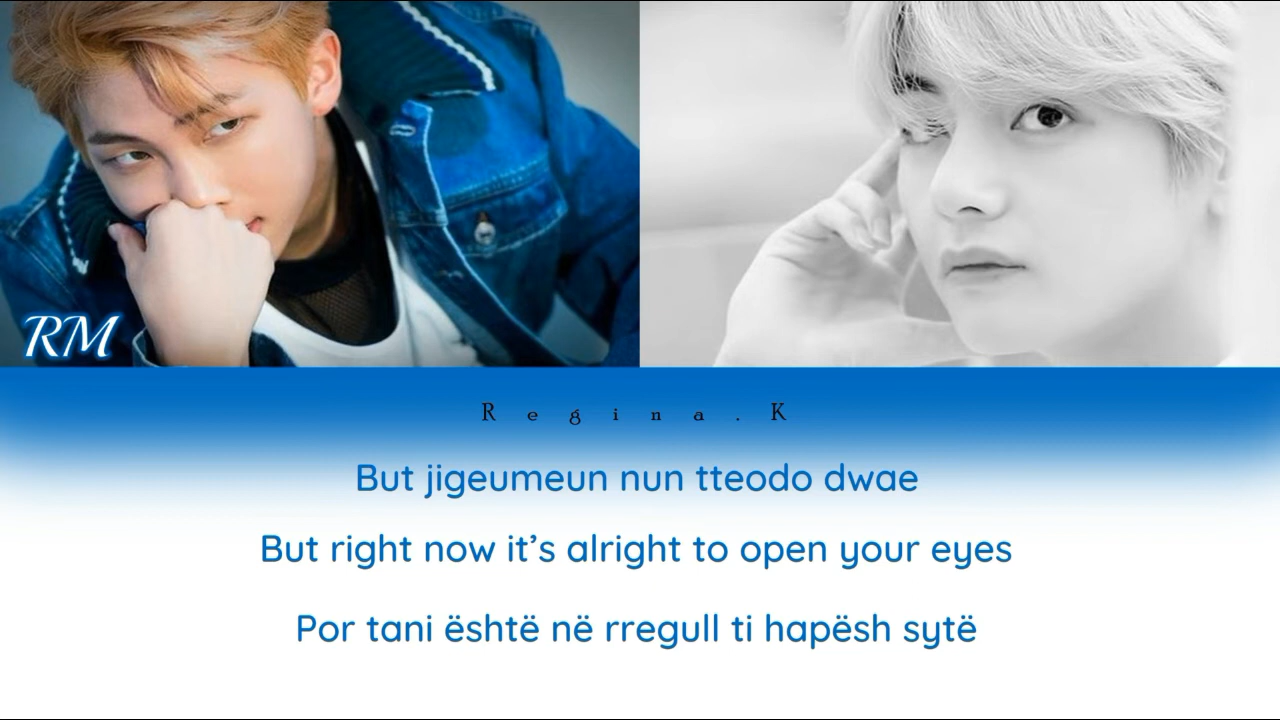 RM
Regina.K
But jigeumeun nun tteodo dwae
But right now it’s alright to open your eyes
Por tani është në rregull ti hapësh sytë